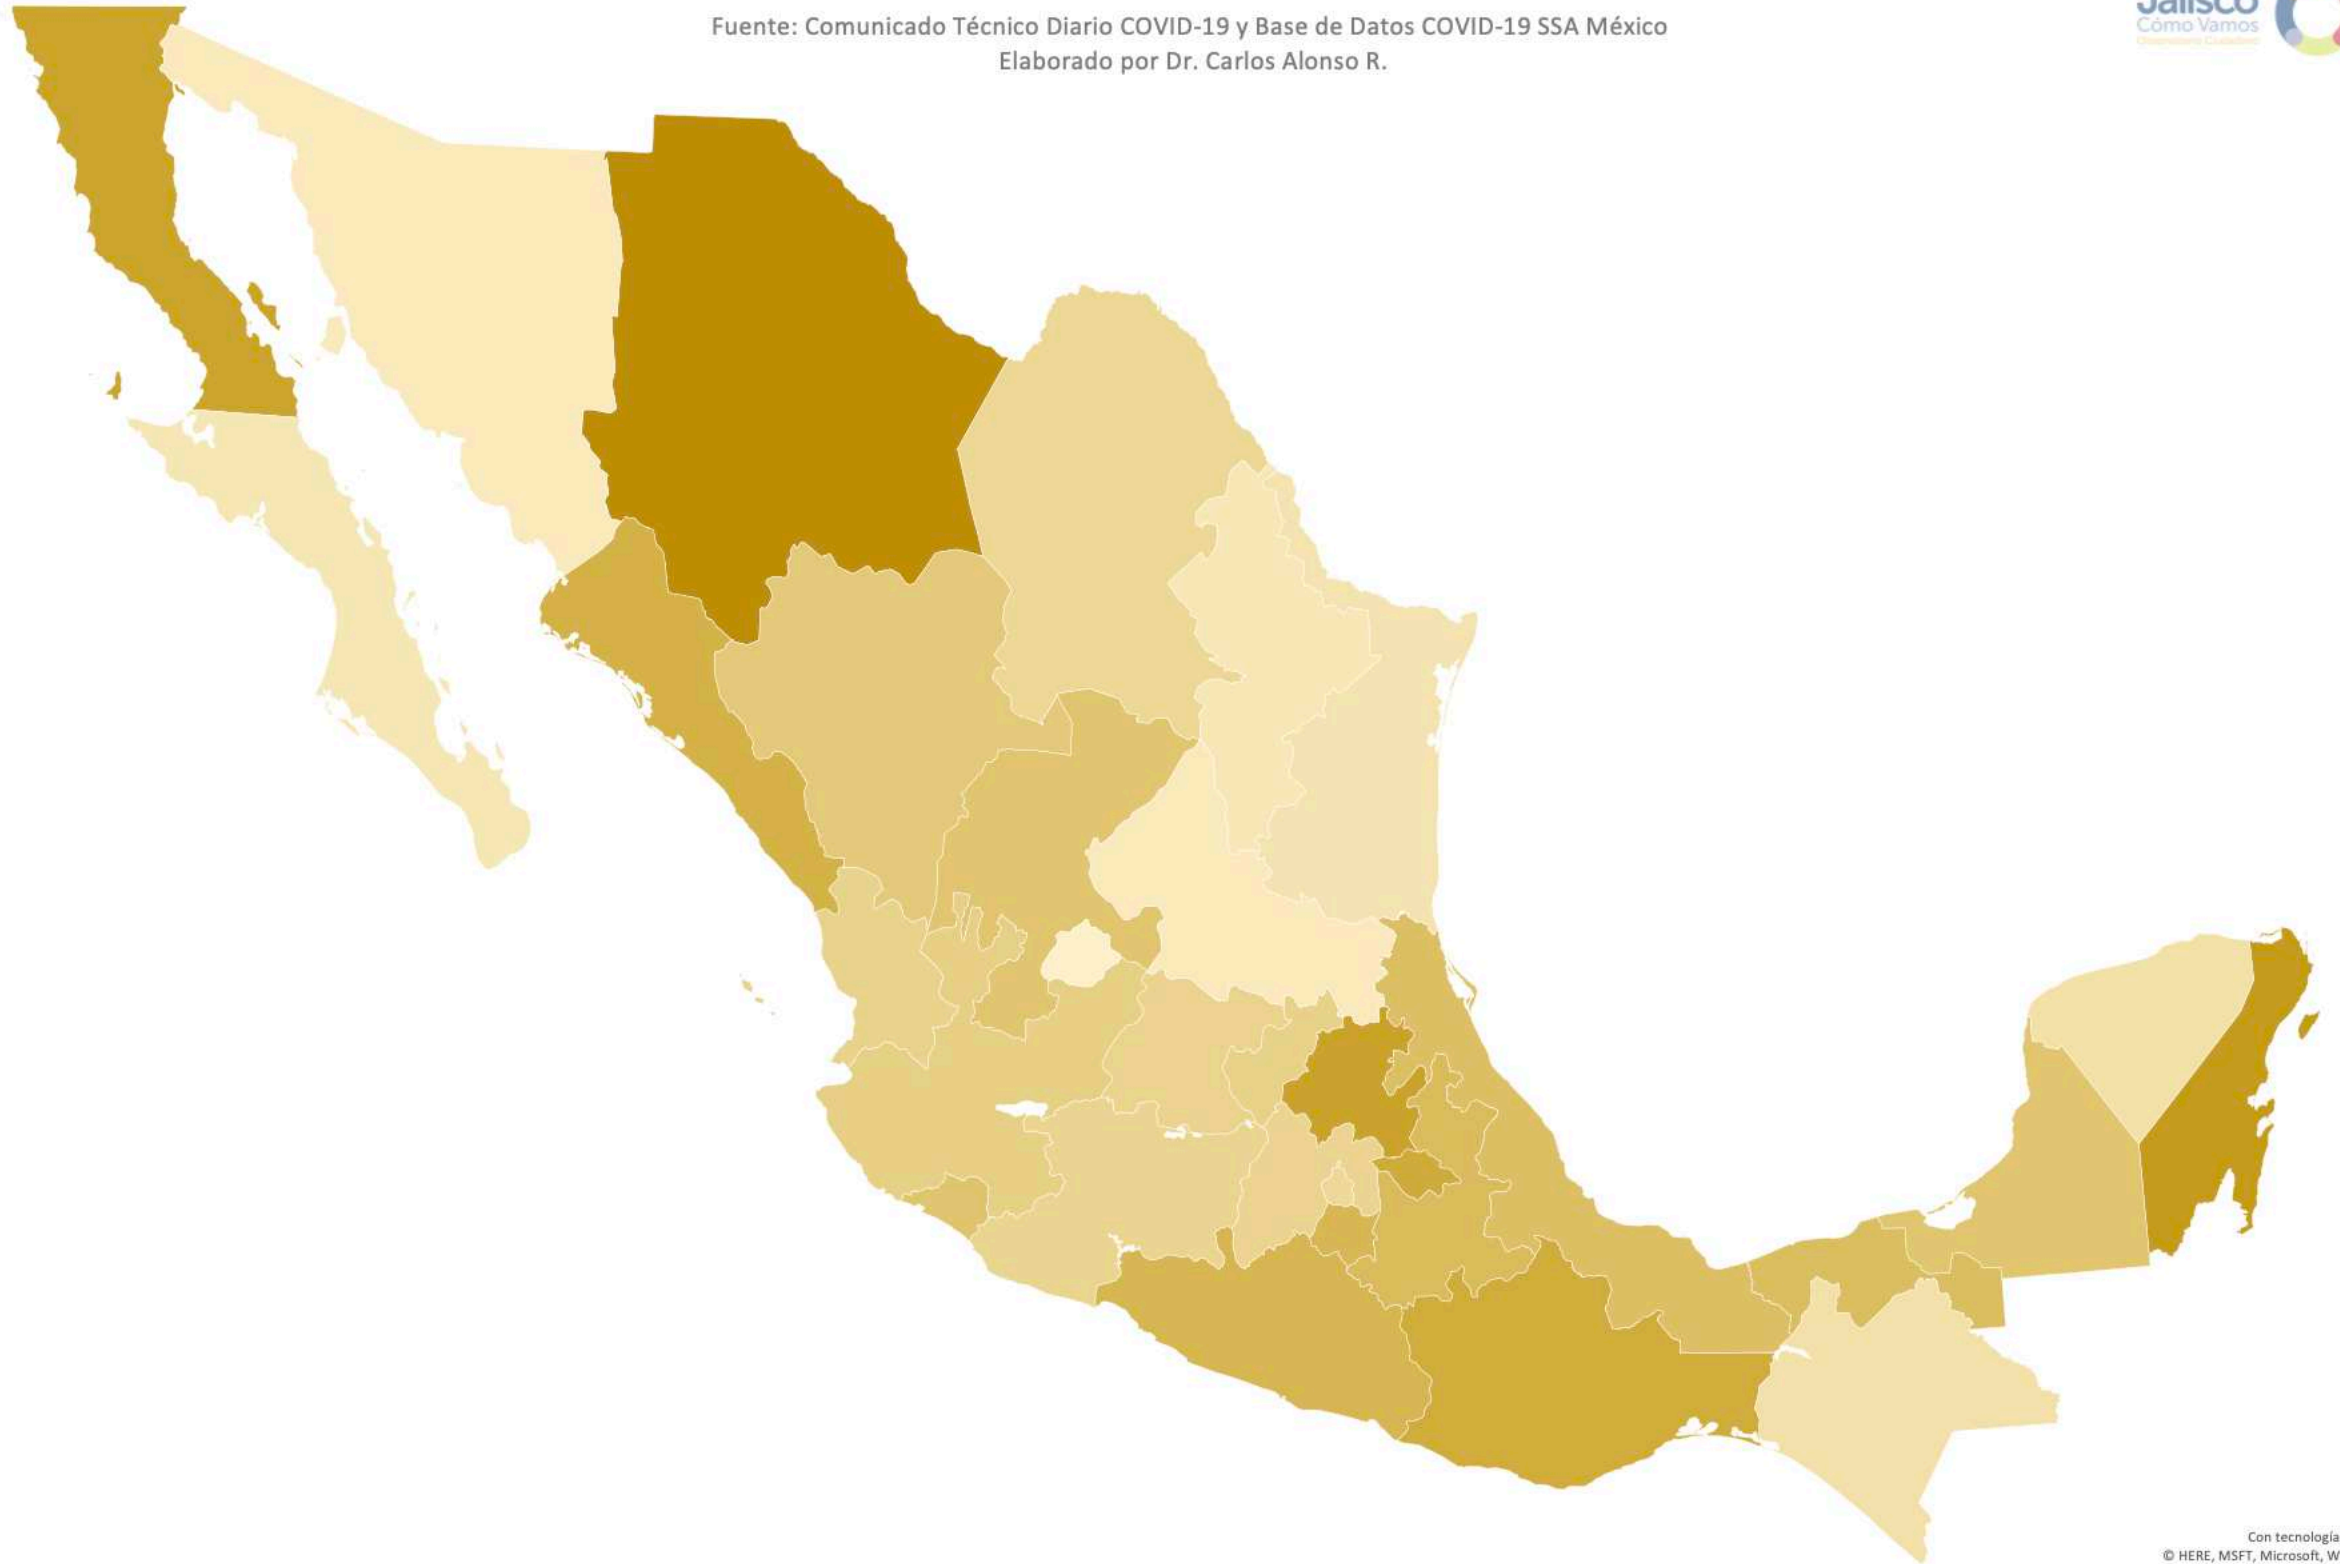 Fuente: Comunicado Técnico Diario COVID-19 y Base de Datos COVID-19 SSA México
Elaborado por Dr. Carlos Alonso R.
Jalisco
Cómo Vamos
Con tecnología
© HERE, MSFT, Microsoft, W